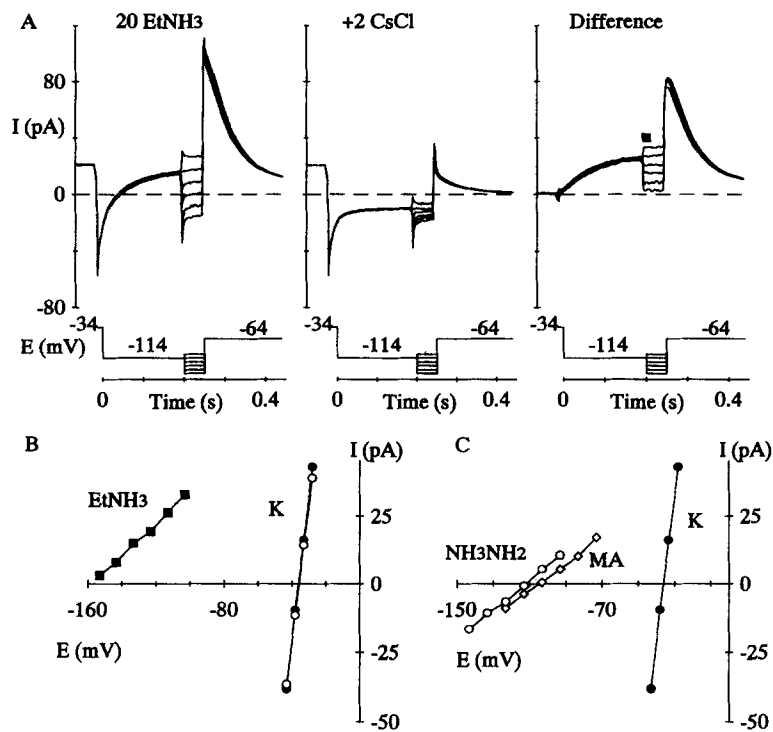 A
20 EtNH3
+2 CsCl
Difference
80
I (pA)
0
-80
-34
-114
-64
-34
-114
-64
-34
-114
-64
E (mV)
0
Time (s)
0.4
0
Time (s)
0.4
0
Time (s)
0.4
B
I (pA)
EtNH3
K
25
0
-160
-80
E (mV)
-25
-50
C
I (pA)
K
25
NH3NH2
MA
0
-150
-70
E (mV)
-25
-50